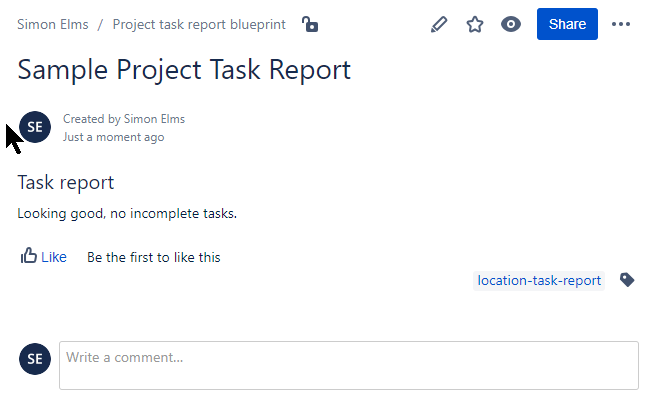 Simon Elms / Project task report blueprint
Share
Sample Project Task Report
SE
Created by Simon Elms
Just a moment ago
Task report
Looking good, no incomplete tasks.
Like Be the first to like this
location-task-report
SE
Write a comment...